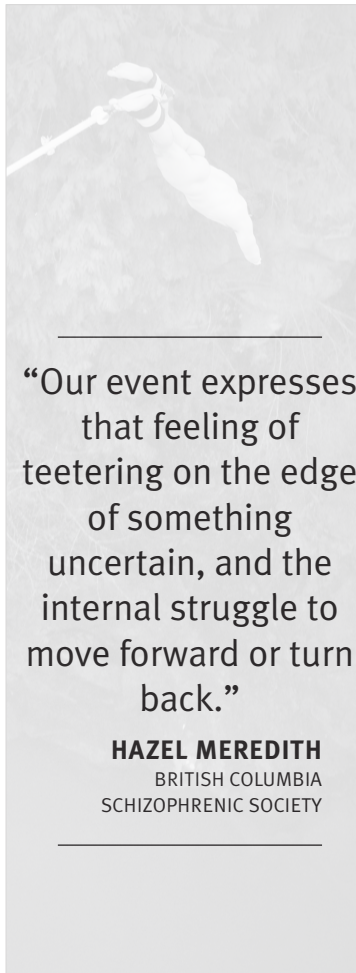 “Our event expresses
that feeling of
teetering on the edge
of something
uncertain, and the
internal struggle to
move forward or turn
back.”
HAZEL MEREDITH
BRITISH COLUMBIA
SCHIZOPHRENIC SOCIETY